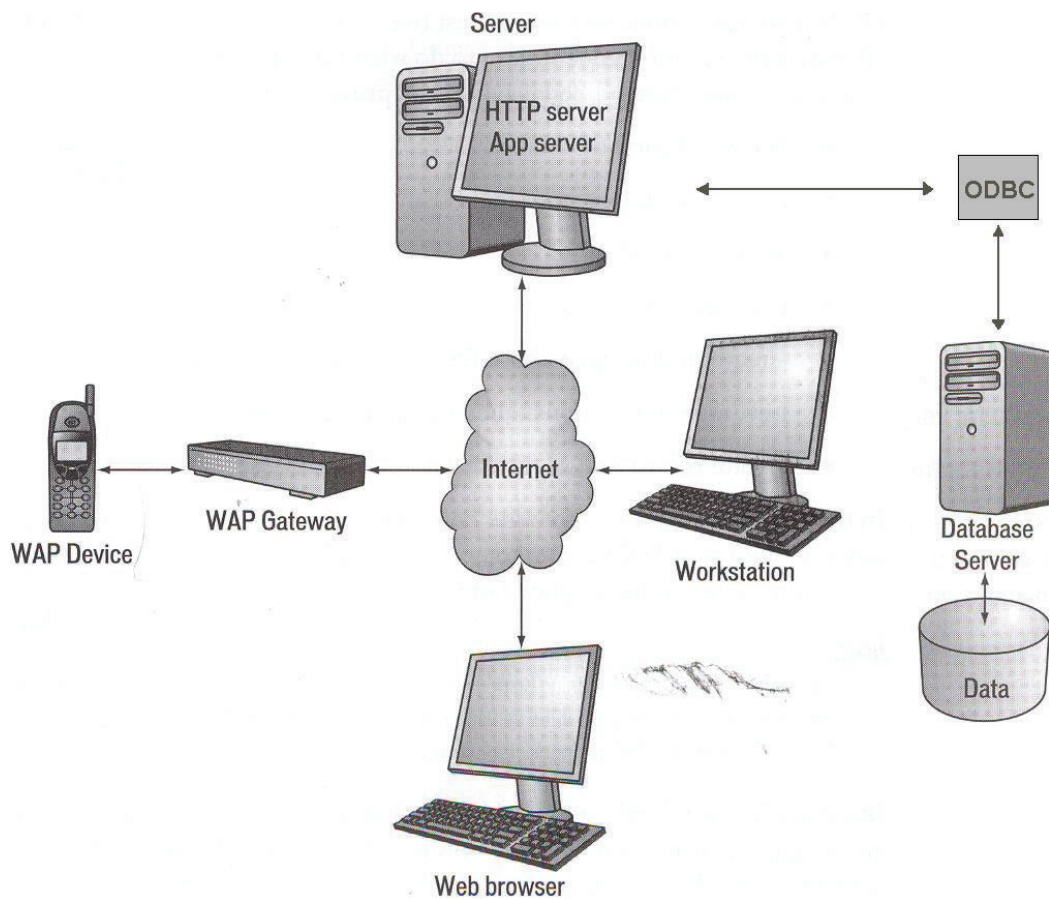 Server
HTTP server
App server
ODBC
Internet
WAP Gateway
WAP Device
Workstation
Database
Server
Data
Web browser